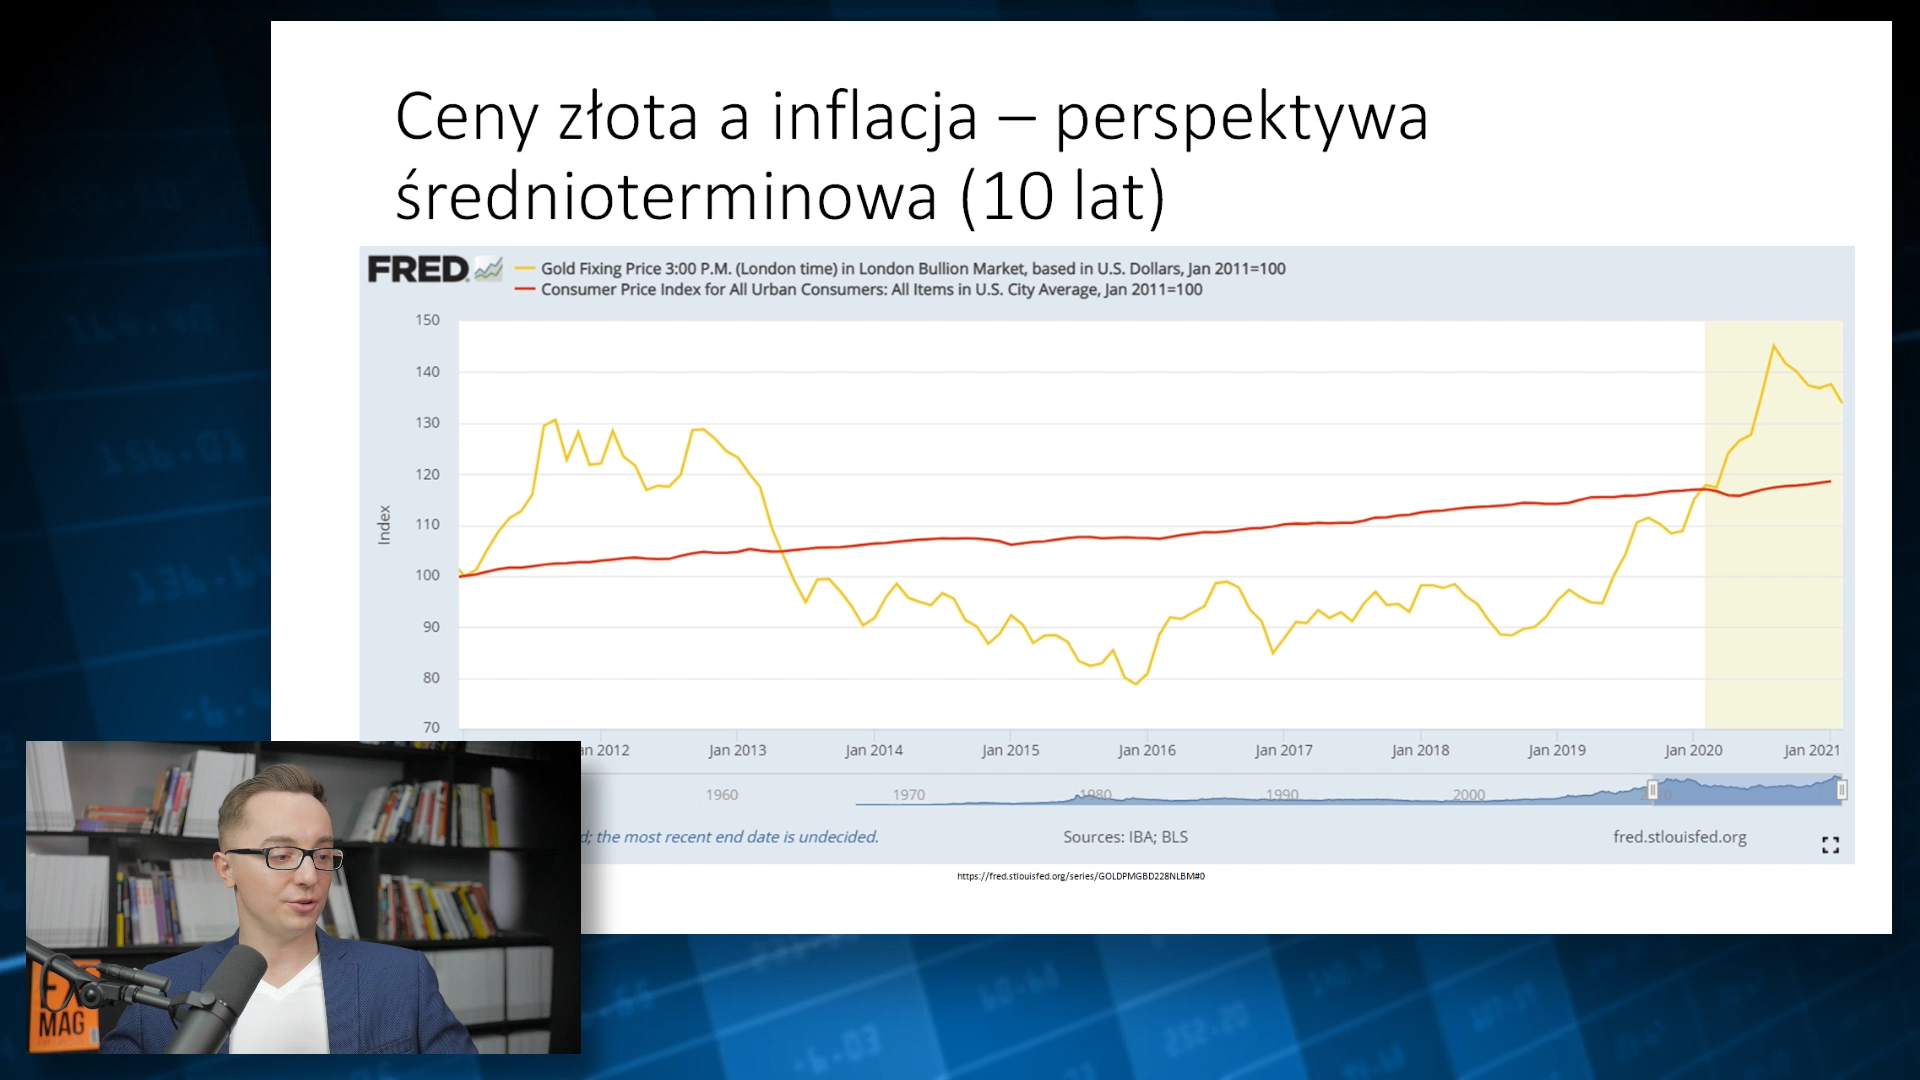 Ceny złota a inflacja – perspektywa
średnioterminowa (10 lat)
FRED
Gold Fixing Price 3:00 P.M. (London time) in London Bullion Market, based in U.S. Dollars, Jan 2011=100
Consumer Price Index for All Urban Consumers: All Items in U.S. City Average, Jan 2011=100
150
140
130
120
110
100
90
80
70
Index
an 2012 Jan 2013 Jan 2014 Jan 2015 Jan 2016 Jan 2017 Jan 2018 Jan 2019 Jan 2020 Jan 2021
1960 1970 1980 1990 2000
d; the most recent end date is undecided. Sources: IBA; BLS fred.stlouisfed.org
https://fred.stlouisfed.org/series/GOLDPMGBD228NLBM#0
MAG